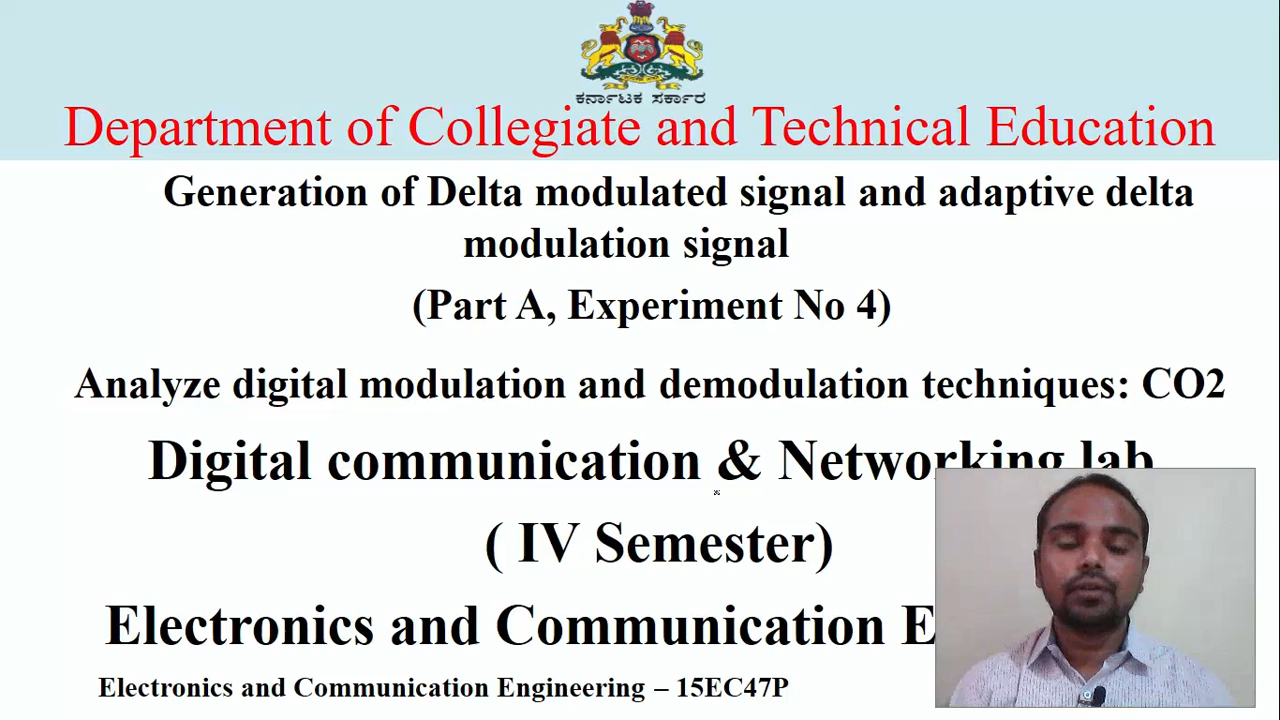 ಕರ್ನಾಟಕ ಸರ್ಕಾರ
Department of Collegiate and Technical Education
Generation of Delta modulated signal and adaptive delta
modulation signal
(Part A, Experiment No 4)
Analyze digital modulation and demodulation techniques: CO2
Digital communication & Networking lab
( IV Semester)
Electronics and Communication E
Electronics and Communication Engineering – 15EC47P